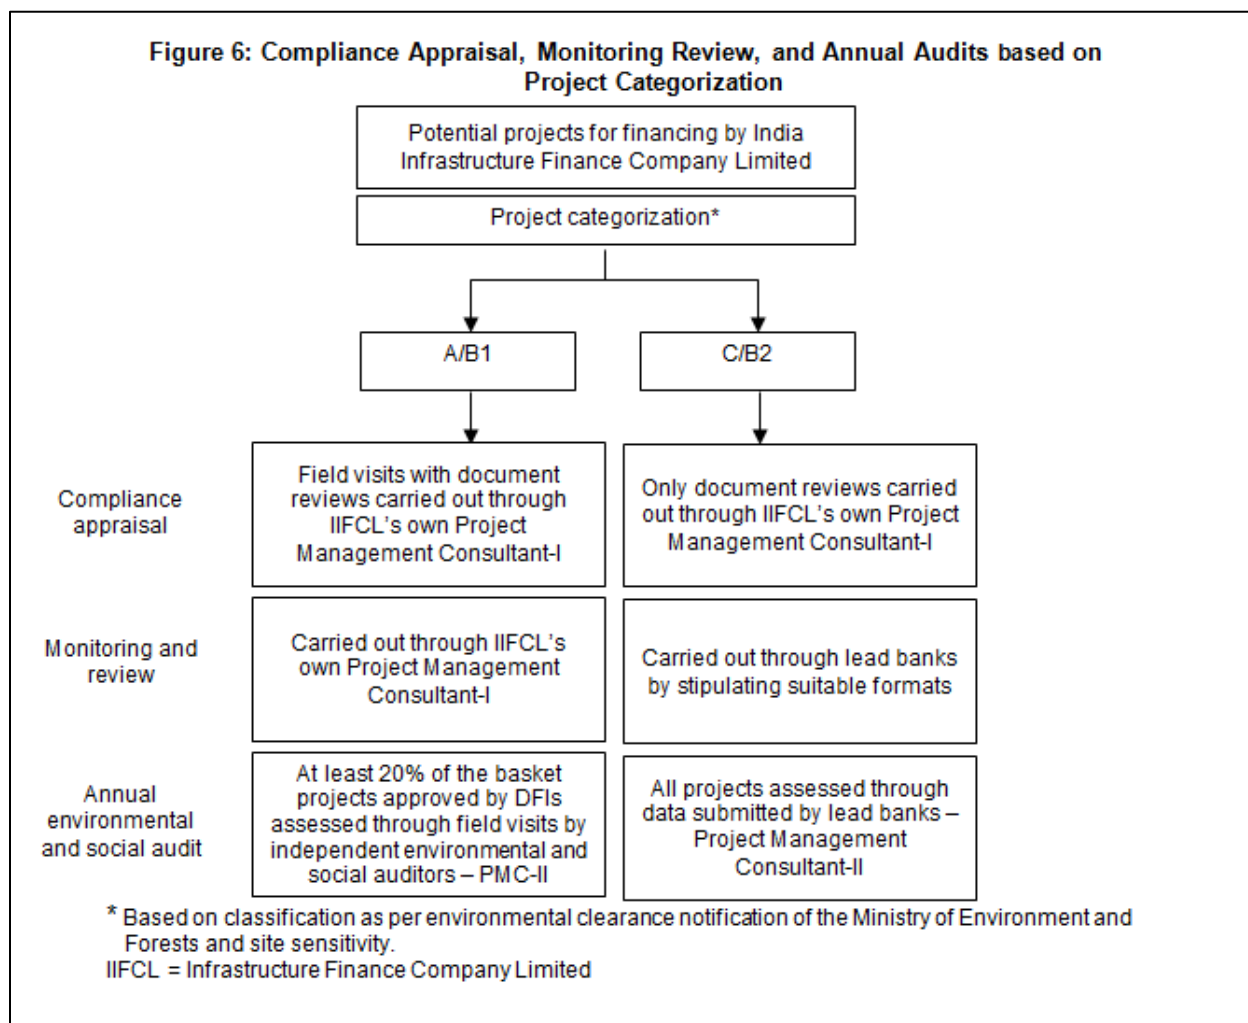 Figure 6: Compliance Appraisal, Monitoring Review, and Annual Audits based on
Project Categorization
Potential projects for financing by India
Infrastructure Finance Company Limited
Project categorization*
A/B1
C/B2
Compliance
appraisal
Field visits with document
reviews carried out through
IIFCL's own Project
Management Consultant-I
Only document reviews carried
out through IIFCL's own Project
Management Consultant-I
Monitoring and
review
Carried out through IIFCL's
own Project Management
Consultant-I
Carried out through lead banks
by stipulating suitable formats
Annual
environmental
and social audit
At least 20% of the basket
projects approved by DFIs
assessed through field visits by
independent environmental and
social auditors – PMC-II
All projects assessed through
data submitted by lead banks –
Project Management
Consultant-II
* Based on classification as per environmental clearance notification of the Ministry of Environment and
Forests and site sensitivity.
IIFCL = Infrastructure Finance Company Limited